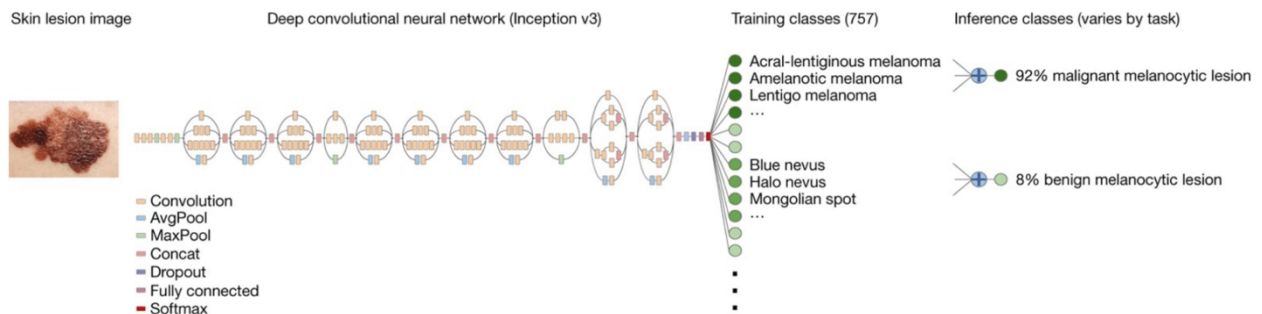 Skin lesion image
Deep convolutional neural network (Inception v3)
Training classes (757)
Inference classes (varies by task)
Acral-lentiginous melanoma
Amelanotic melanoma
Lentigo melanoma
...
Blue nevus
Halo nevus
Mongolian spot
...
92% malignant melanocytic lesion
8% benign melanocytic lesion
Convolution
AvgPool
MaxPool
Concat
Dropout
Fully connected
Softmax